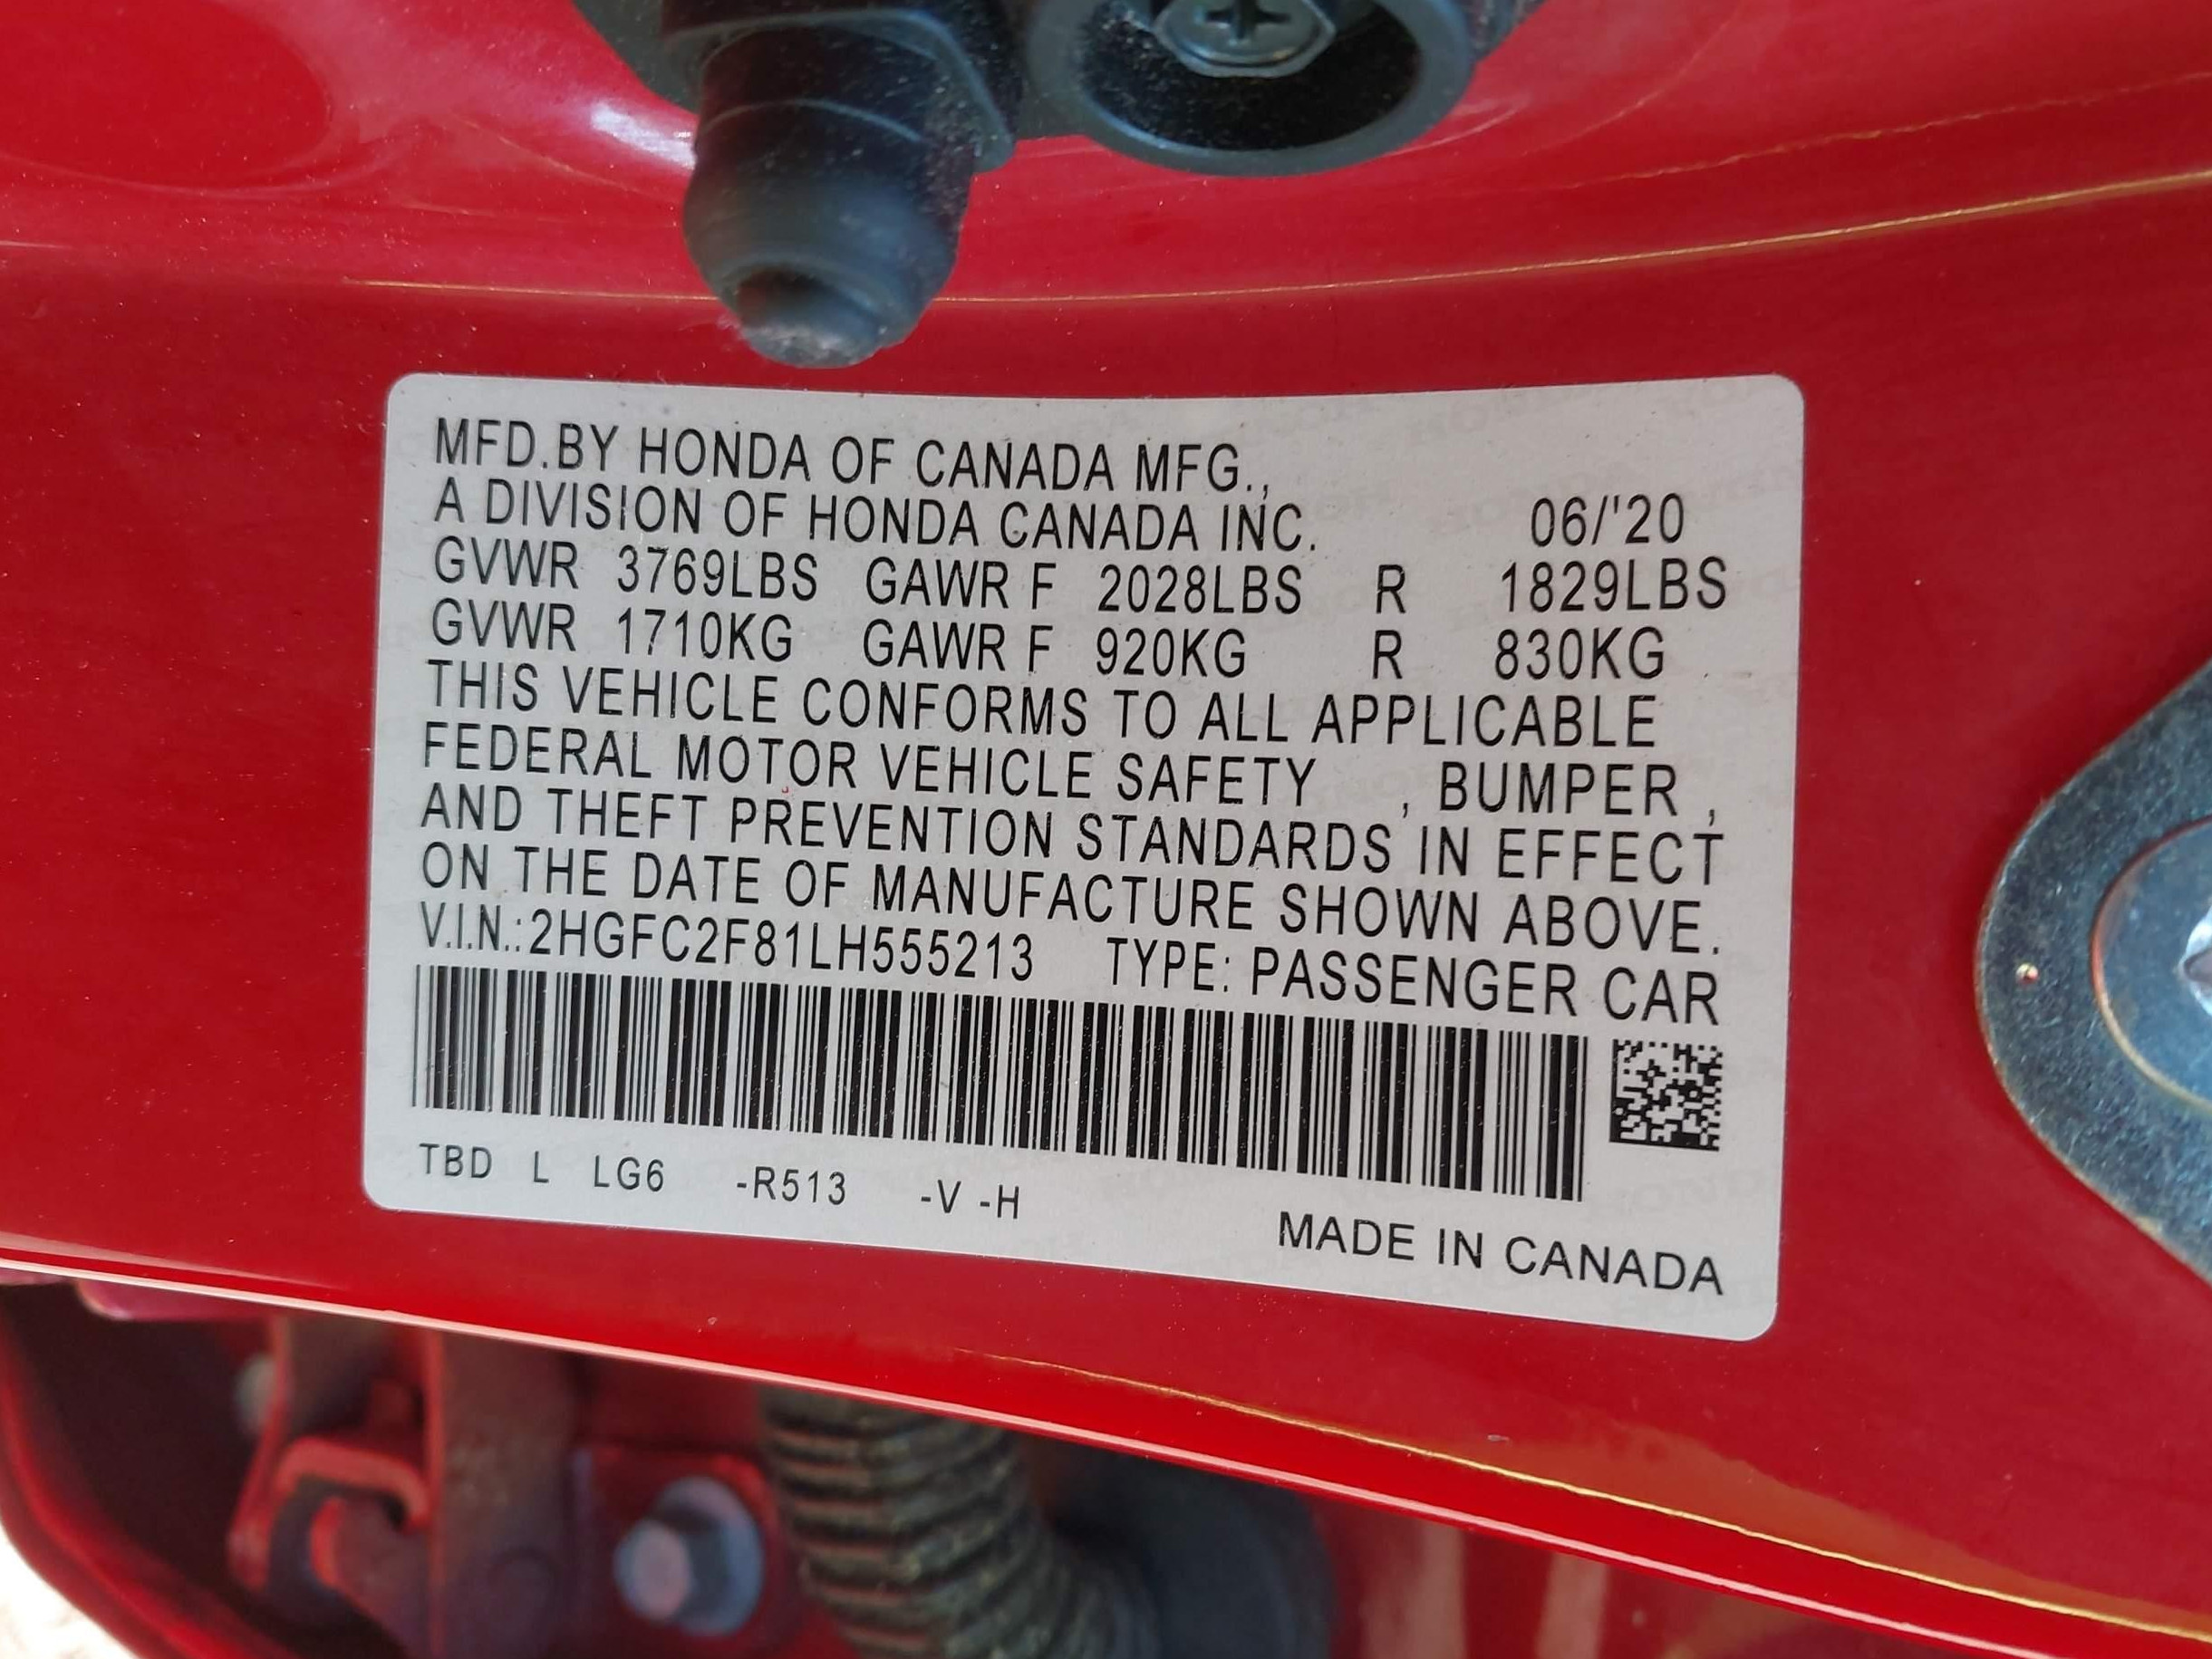 MFD.BY HONDA OF CANADA MFG.,
A DIVISION OF HONDA CANADA INC. 06/'20
GVWR 3769LBS GAWR F 2028LBS R 1829LBS
GVWR 1710KG GAWR F 920KG R 830KG
THIS VEHICLE CONFORMS TO ALL APPLICABLE
FEDERAL MOTOR VEHICLE SAFETY , BUMPER ,
AND THEFT PREVENTION STANDARDS IN EFFECT
ON THE DATE OF MANUFACTURE SHOWN ABOVE.
V.I.N.:2HGFC2F81LH555213 TYPE: PASSENGER CAR
TBD L LG6 -R513 -V -H
MADE IN CANADA